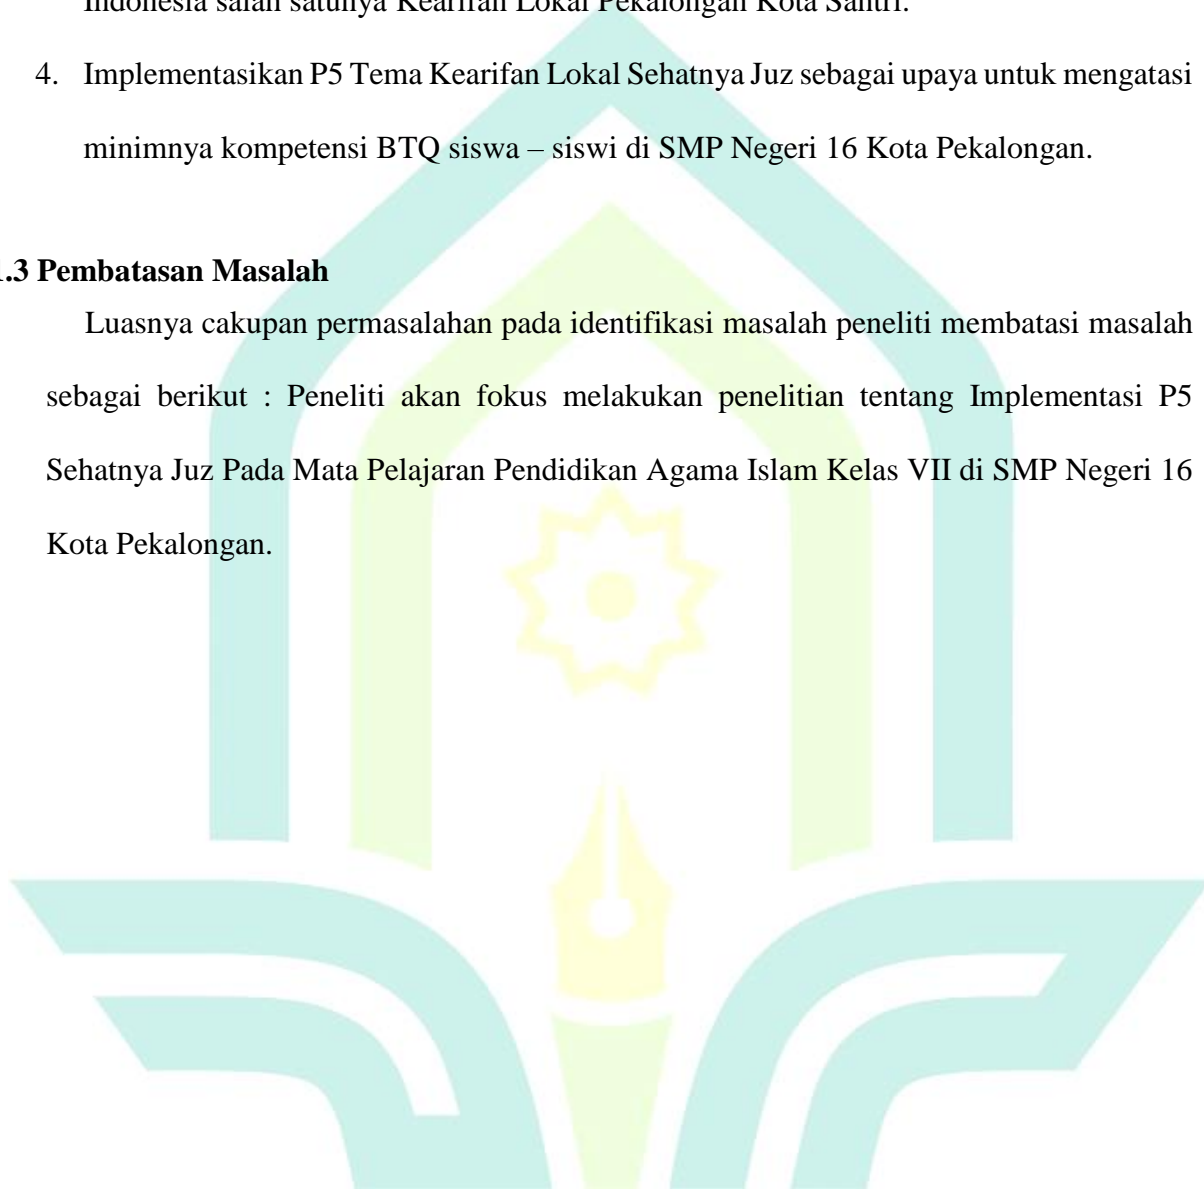 Indonesia salah satunya Kearifan Lokal Pekalongan Kota Santri.
4. Implementasikan P5 Tema Kearifan Lokal Sehatnya Juz sebagai upaya untuk mengatasi
minimnya kompetensi BTQ siswa – siswi di SMP Negeri 16 Kota Pekalongan.
1.3 Pembatasan Masalah
Luasnya cakupan permasalahan pada identifikasi masalah peneliti membatasi masalah
sebagai berikut : Peneliti akan fokus melakukan penelitian tentang Implementasi P5
Sehatnya Juz Pada Mata Pelajaran Pendidikan Agama Islam Kelas VII di SMP Negeri 16
Kota Pekalongan.